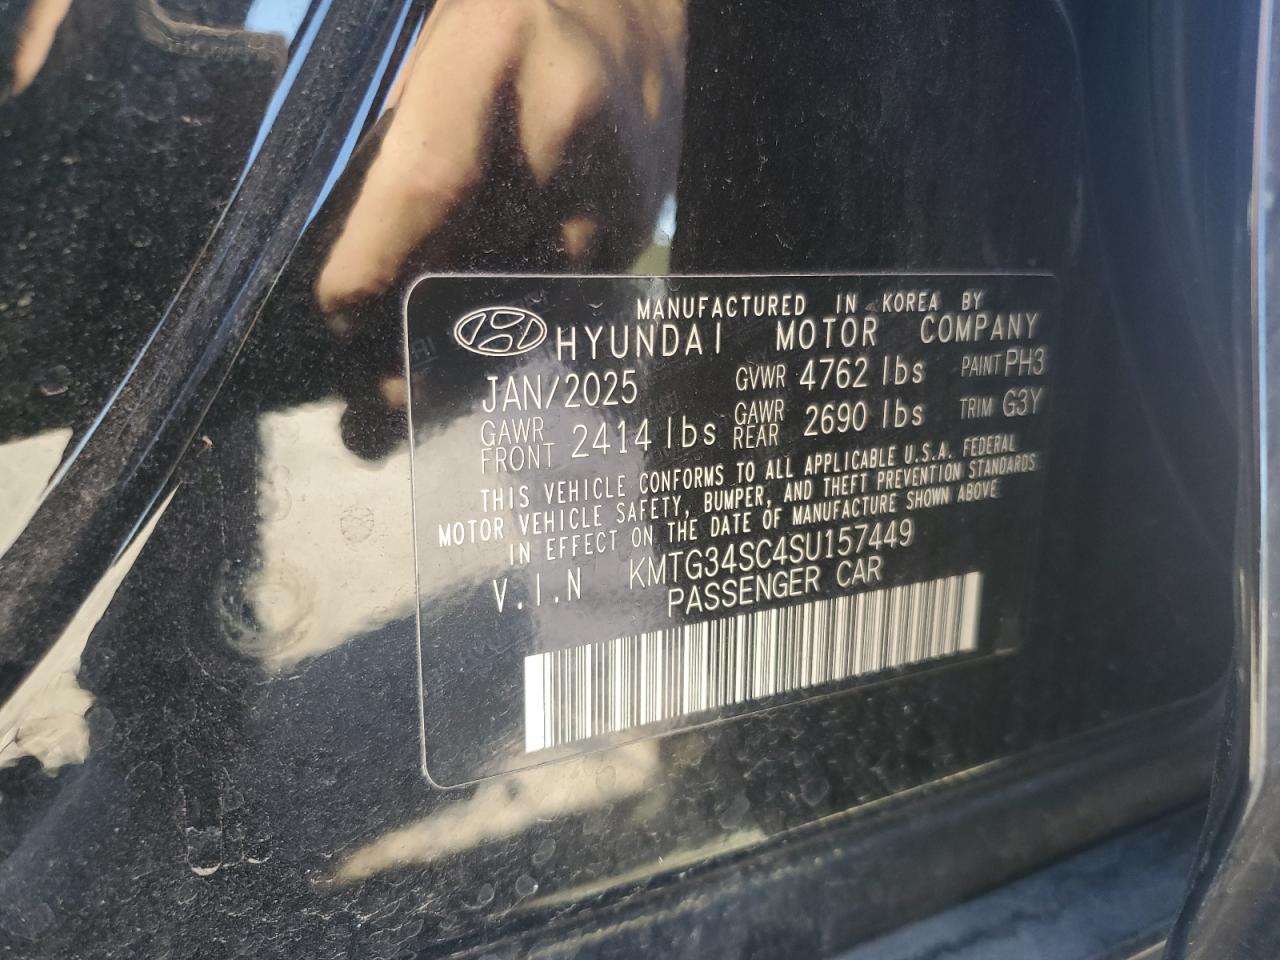 MANUFACTURED IN KOREA BY
HYUNDAI MOTOR COMPANY
JAN/2025 GVWR 4762 lbs PAINT PH3
GAWR FRONT 2414 lbs GAWR REAR 2690 lbs TRIM G3Y
THIS VEHICLE CONFORMS TO ALL APPLICABLE U.S.A. FEDERAL
MOTOR VEHICLE SAFETY, BUMPER, AND THEFT PREVENTION STANDARDS
IN EFFECT ON THE DATE OF MANUFACTURE SHOWN ABOVE
V.I.N KMTG34SC4SU157449
PASSENGER CAR